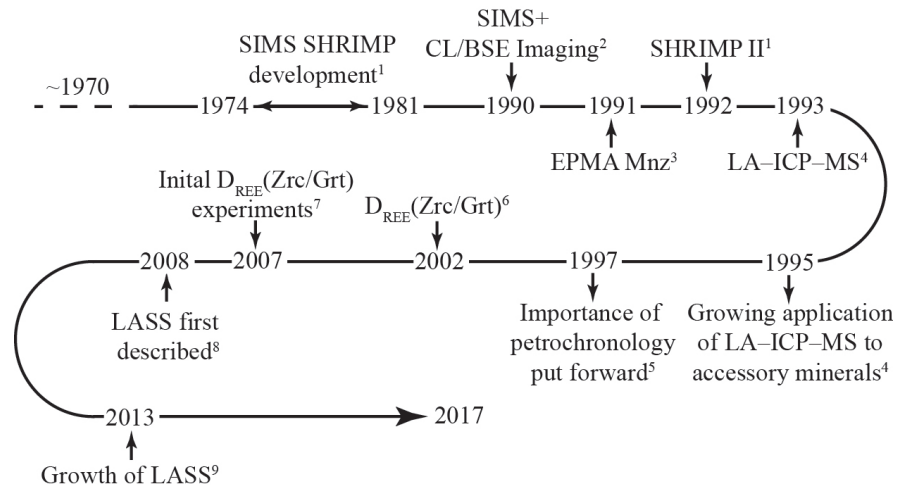 SIMS+
SIMS SHRIMP
CL/BSE Imaging²
SHRIMP II¹
development¹
~1970
1974
1981
1990
1991
1992
1993
EPMA Mnz³
LA–ICP–MS⁴
Inital D_REE(Zrc/Grt)
experiments⁷
D_REE(Zrc/Grt)⁶
2008
2007
2002
1997
1995
LASS first
described⁸
Importance of
petrochronology
put forward⁵
Growing application
of LA–ICP–MS to
accessory minerals⁴
2013
2017
Growth of LASS⁹